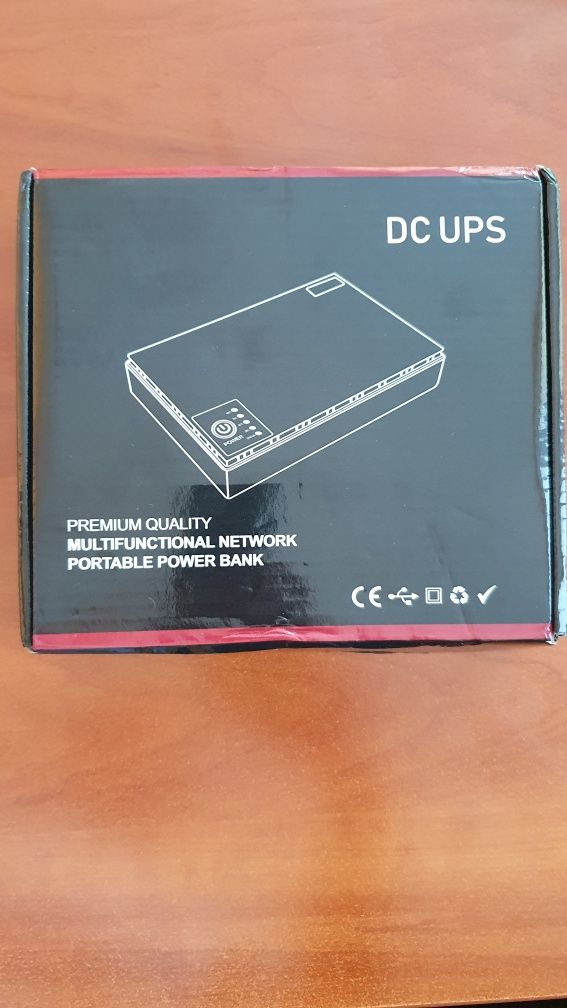 DC UPS
POWER
PREMIUM QUALITY
MULTIFUNCTIONAL NETWORK
PORTABLE POWER BANK
CE